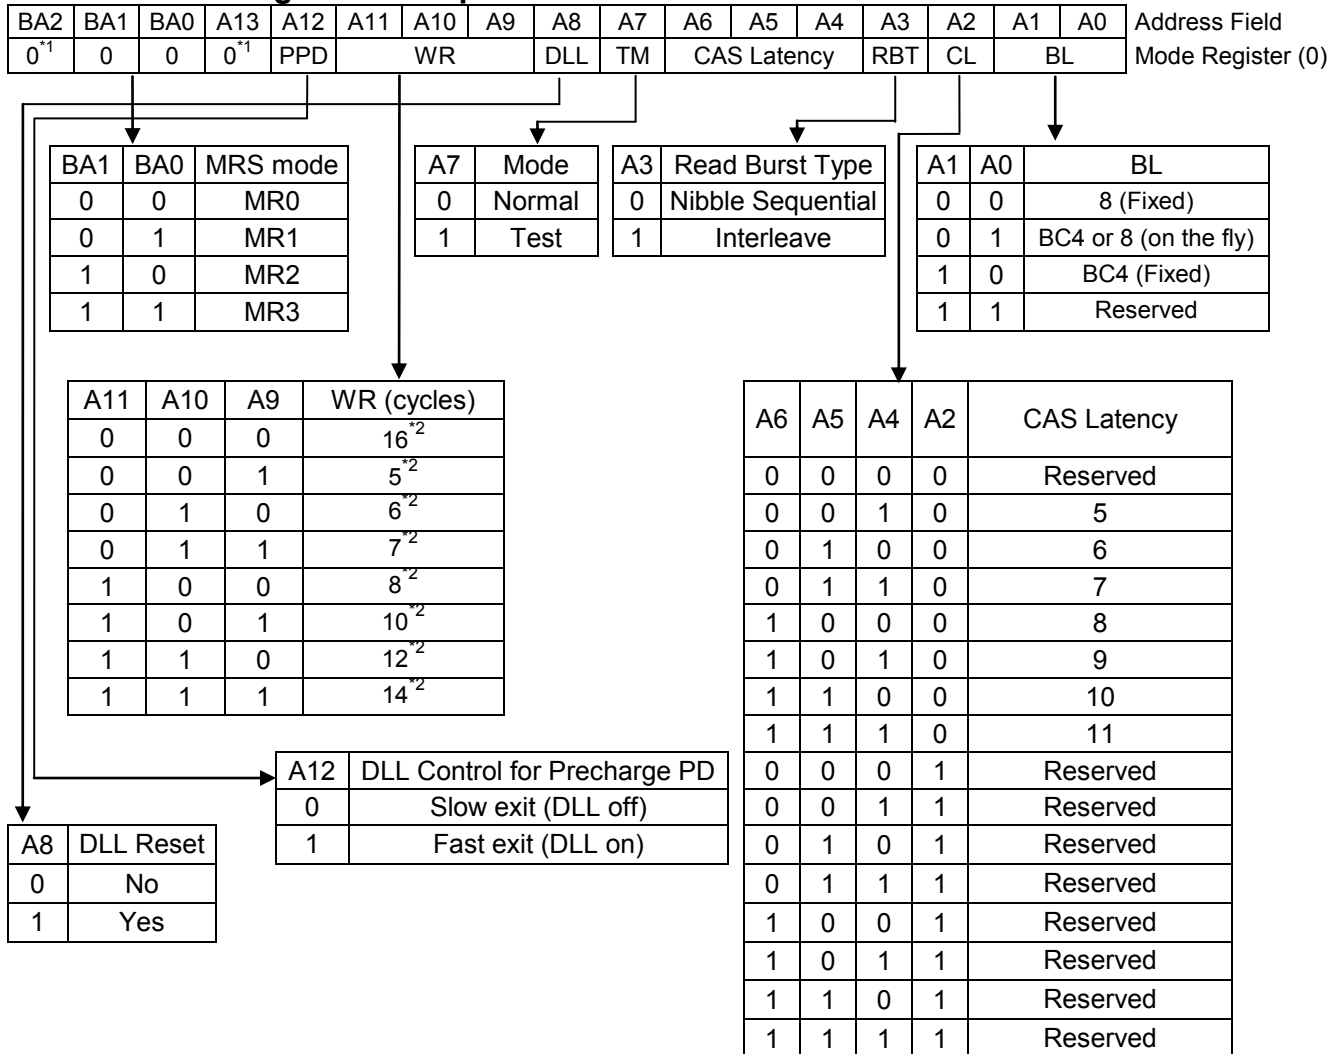 BA2 BA1 BA0 A13 A12 A11 A10 A9 A8 A7 A6 A5 A4 A3 A2 A1 A0 Address Field
0*1 0 0 0*1 PPD WR DLL TM CAS Latency RBT CL BL Mode Register (0)
BA1 BA0 MRS mode
0 0 MR0
0 1 MR1
1 0 MR2
1 1 MR3
A7 Mode
0 Normal
1 Test
A3 Read Burst Type
0 Nibble Sequential
1 Interleave
A1 A0 BL
0 0 8 (Fixed)
0 1 BC4 or 8 (on the fly)
1 0 BC4 (Fixed)
1 1 Reserved
A11 A10 A9 WR (cycles)
0 0 0 16*2
0 0 1 5*2
0 1 0 6*2
0 1 1 7*2
1 0 0 8*2
1 0 1 10*2
1 1 0 12*2
1 1 1 14*2
A6 A5 A4 A2 CAS Latency
0 0 0 0 Reserved
0 0 1 0 5
0 1 0 0 6
0 1 1 0 7
1 0 0 0 8
1 0 1 0 9
1 1 0 0 10
1 1 1 0 11
0 0 0 1 Reserved
0 0 1 1 Reserved
0 1 0 1 Reserved
0 1 1 1 Reserved
1 0 0 1 Reserved
1 0 1 1 Reserved
1 1 0 1 Reserved
1 1 1 1 Reserved
A12 DLL Control for Precharge PD
0 Slow exit (DLL off)
1 Fast exit (DLL on)
A8 DLL Reset
0 No
1 Yes